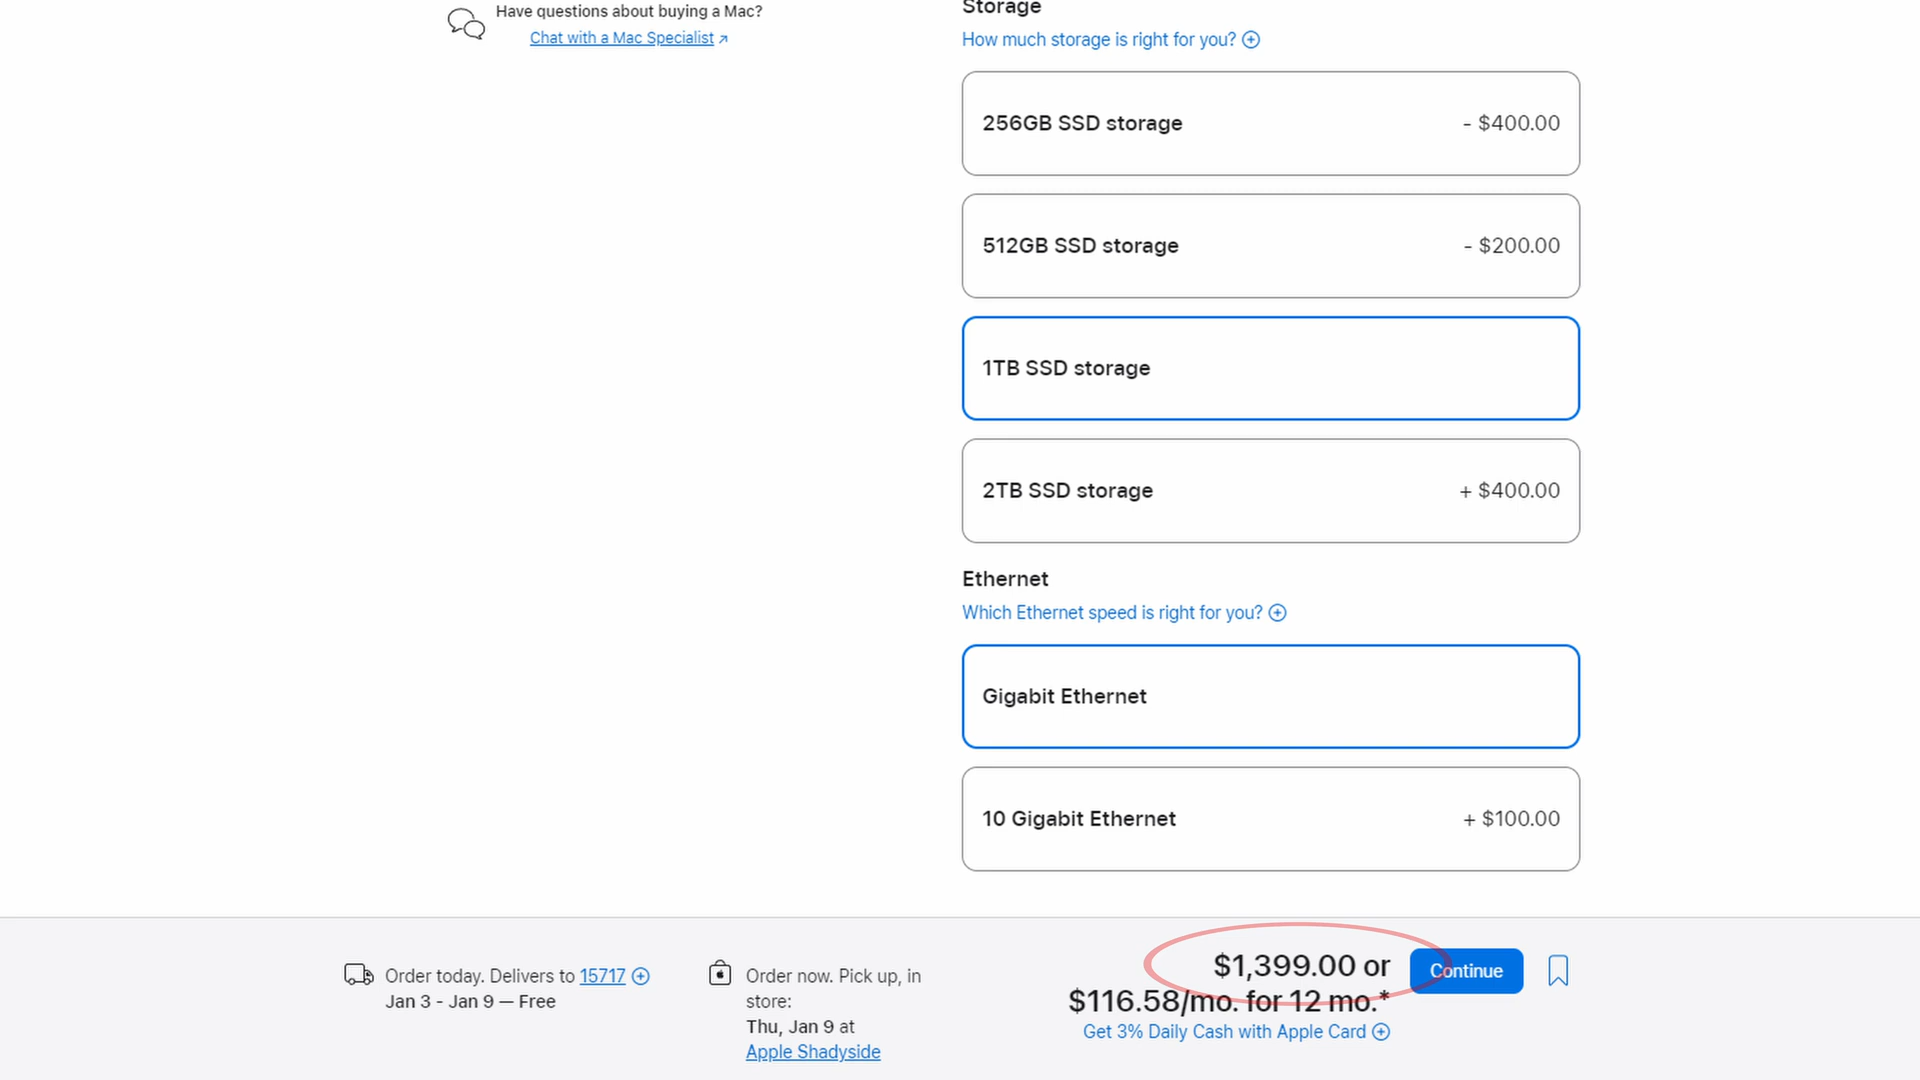 Have questions about buying a Mac?
Chat with a Mac Specialist ↗
Storage
How much storage is right for you?
256GB SSD storage - $400.00
512GB SSD storage - $200.00
1TB SSD storage
2TB SSD storage + $400.00
Ethernet
Which Ethernet speed is right for you?
Gigabit Ethernet
10 Gigabit Ethernet + $100.00
Order today. Delivers to 15717
Jan 3 - Jan 9 — Free
Order now. Pick up, in
store:
Thu, Jan 9 at
Apple Shadyside
$1,399.00 or
$116.58/mo. for 12 mo.*
Get 3% Daily Cash with Apple Card
Continue